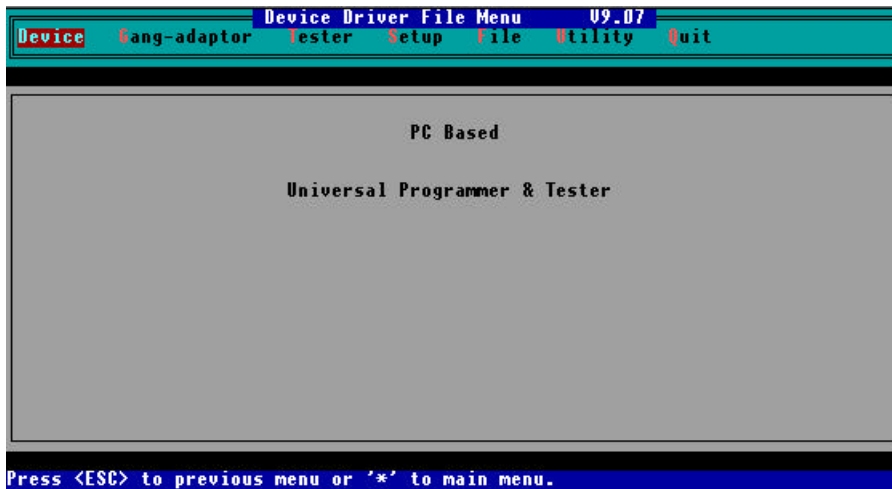 Device Driver File Menu V9.07
Device Gang-adaptor Tester Setup File Utility Quit
PC Based
Universal Programmer & Tester
Press <ESC> to previous menu or '*' to main menu.